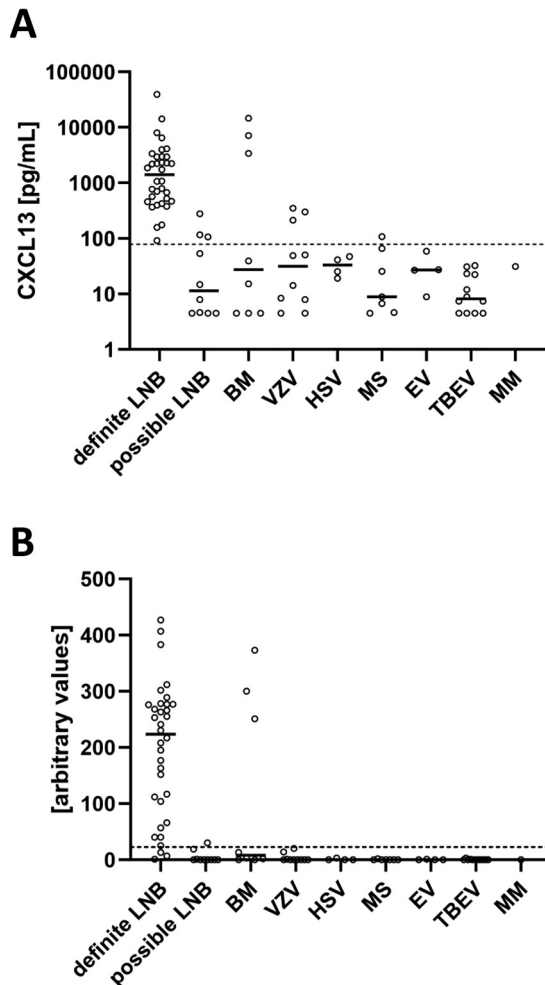 A
CXCL13 [pg/mL]
100000
10000
1000
100
10
1
definite LNB
possible LNB
BM
VZV
HSV
MS
EV
TBEV
MM
B
[arbitrary values]
500
400
300
200
100
0
definite LNB
possible LNB
BM
VZV
HSV
MS
EV
TBEV
MM